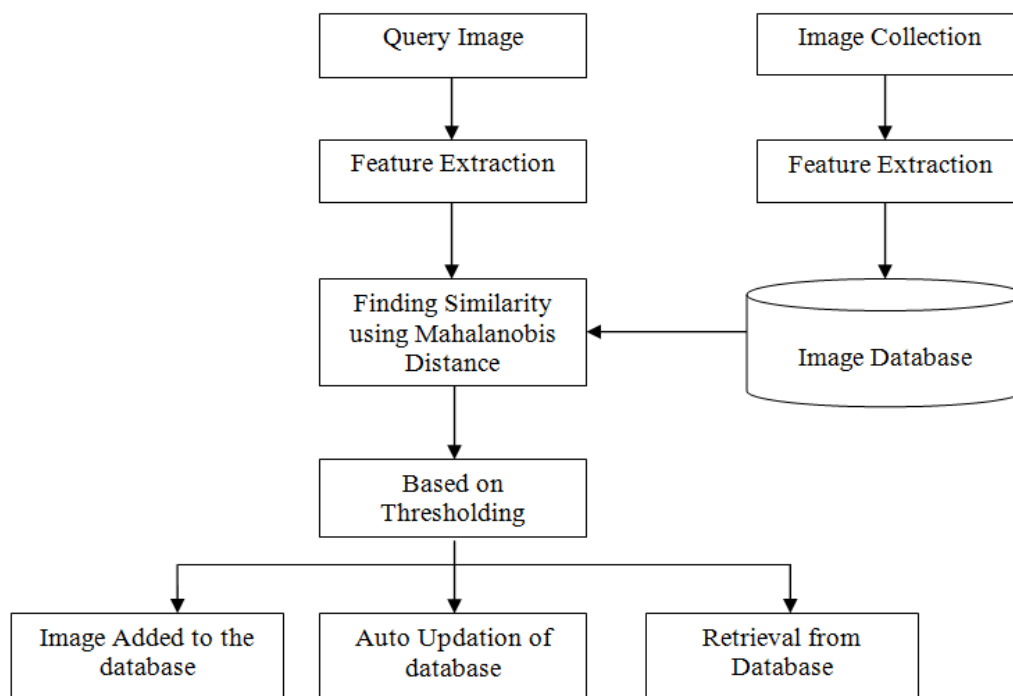 Query Image
Image Collection
Feature Extraction
Feature Extraction
Finding Similarity
using Mahalanobis
Distance
Image Database
Based on
Thresholding
Image Added to the
database
Auto Updation of
database
Retrieval from
Database